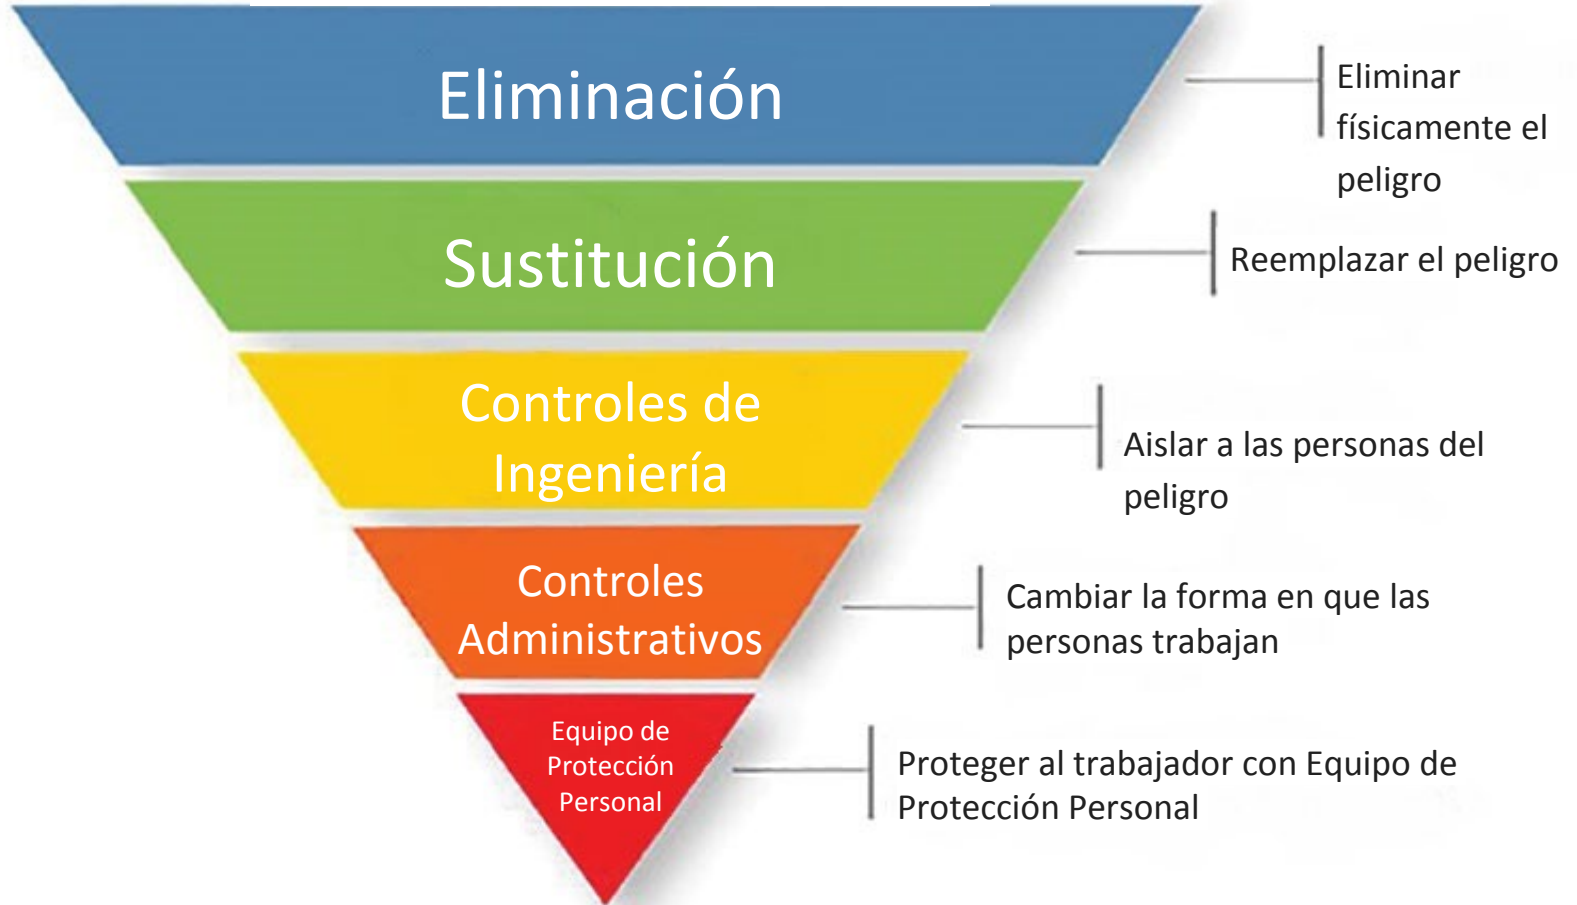 Eliminación
Eliminar
físicamente el
peligro
Sustitución
Reemplazar el peligro
Controles de
Ingeniería
Aislar a las personas del
peligro
Controles
Administrativos
Cambiar la forma en que las
personas trabajan
Equipo de
Protección
Personal
Proteger al trabajador con Equipo de
Protección Personal